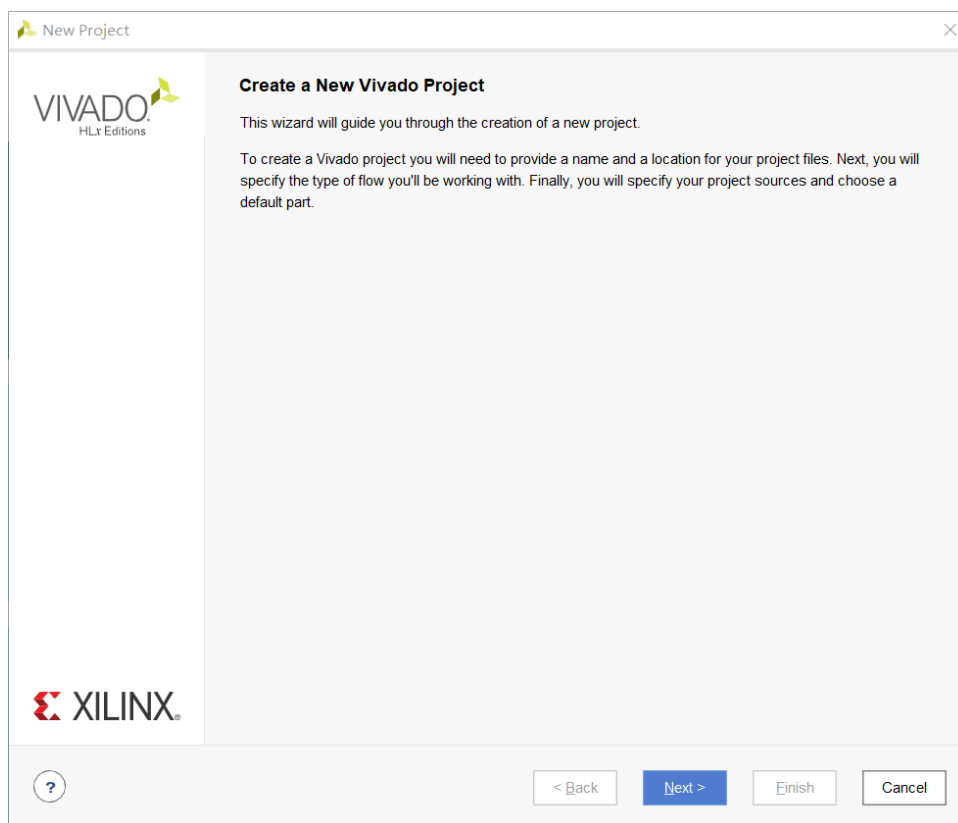 New Project
VIVADO.
HLx Editions
Create a New Vivado Project
This wizard will guide you through the creation of a new project.
To create a Vivado project you will need to provide a name and a location for your project files. Next, you will
specify the type of flow you'll be working with. Finally, you will specify your project sources and choose a
default part.
XILINX.
?
< Back
Next >
Finish
Cancel